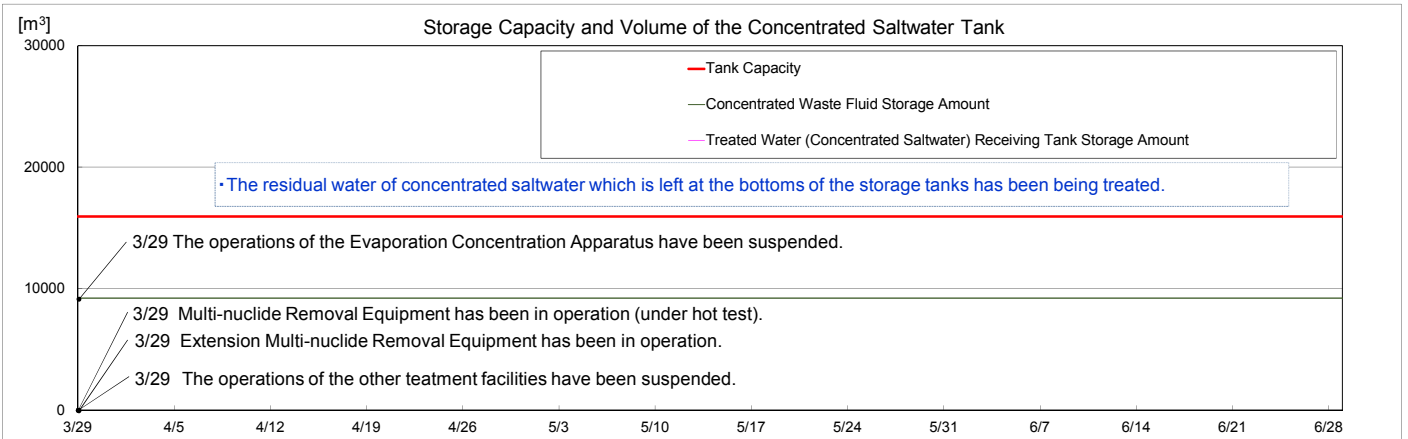 Storage Capacity and Volume of the Concentrated Saltwater Tank
[m³]
30000
Tank Capacity
Concentrated Waste Fluid Storage Amount
Treated Water (Concentrated Saltwater) Receiving Tank Storage Amount
20000
・The residual water of concentrated saltwater which is left at the bottoms of the storage tanks has been being treated.
3/29 The operations of the Evaporation Concentration Apparatus have been suspended.
10000
3/29 Multi-nuclide Removal Equipment has been in operation (under hot test).
3/29 Extension Multi-nuclide Removal Equipment has been in operation.
3/29 The operations of the other teatment facilities have been suspended.
0
3/29 4/5 4/12 4/19 4/26 5/3 5/10 5/17 5/24 5/31 6/7 6/14 6/21 6/28